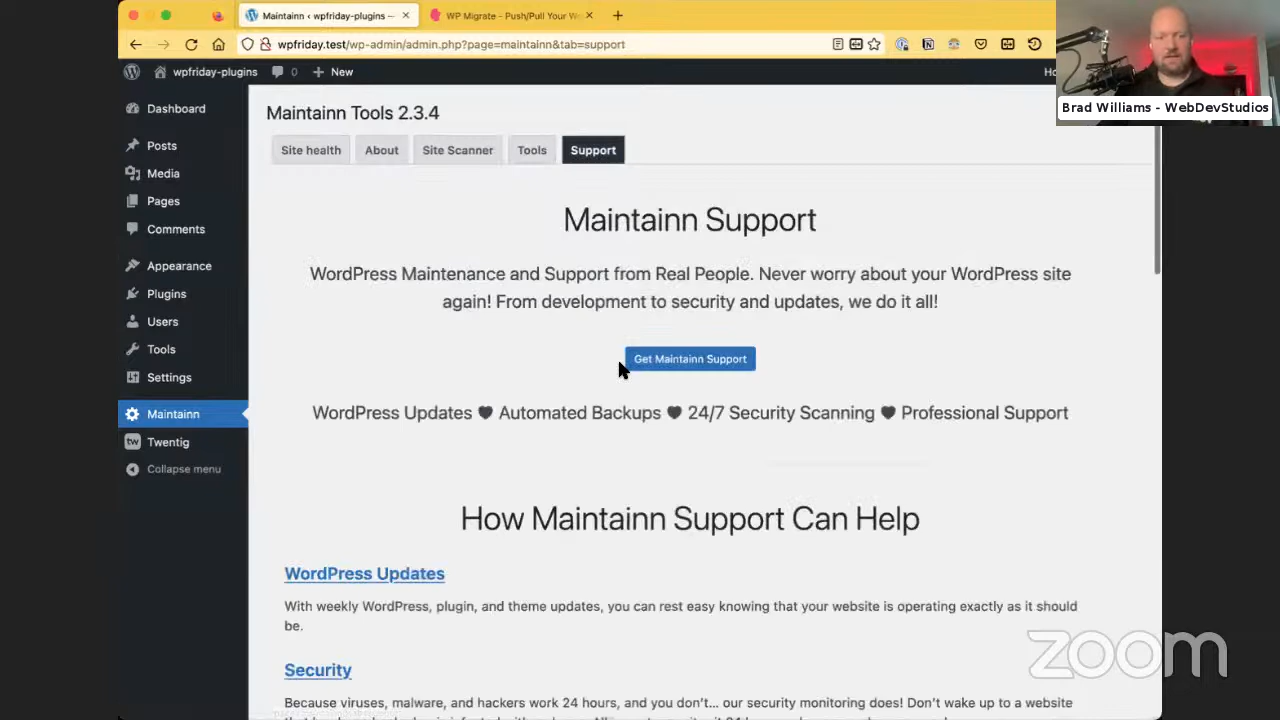 Maintainn ‹ wpfriday-plugins —
WP Migrate - Push/Pull Your Wo
wpfriday.test/wp-admin/admin.php?page=maintainn&tab=support
wpfriday-plugins
0
New
Brad Williams - WebDevStudios
Dashboard
Posts
Media
Pages
Comments
Appearance
Plugins
Users
Tools
Settings
Maintainn
tw Twentig
Collapse menu
Maintainn Tools 2.3.4
Site health
About
Site Scanner
Tools
Support
Maintainn Support
WordPress Maintenance and Support from Real People. Never worry about your WordPress site
again! From development to security and updates, we do it all!
Get Maintainn Support
WordPress Updates ♥ Automated Backups ♥ 24/7 Security Scanning ♥ Professional Support
How Maintainn Support Can Help
WordPress Updates
With weekly WordPress, plugin, and theme updates, you can rest easy knowing that your website is operating exactly as it should
be.
Security
Because viruses, malware, and hackers work 24 hours, and you don't... our security monitoring does! Don't wake up to a website
zoom